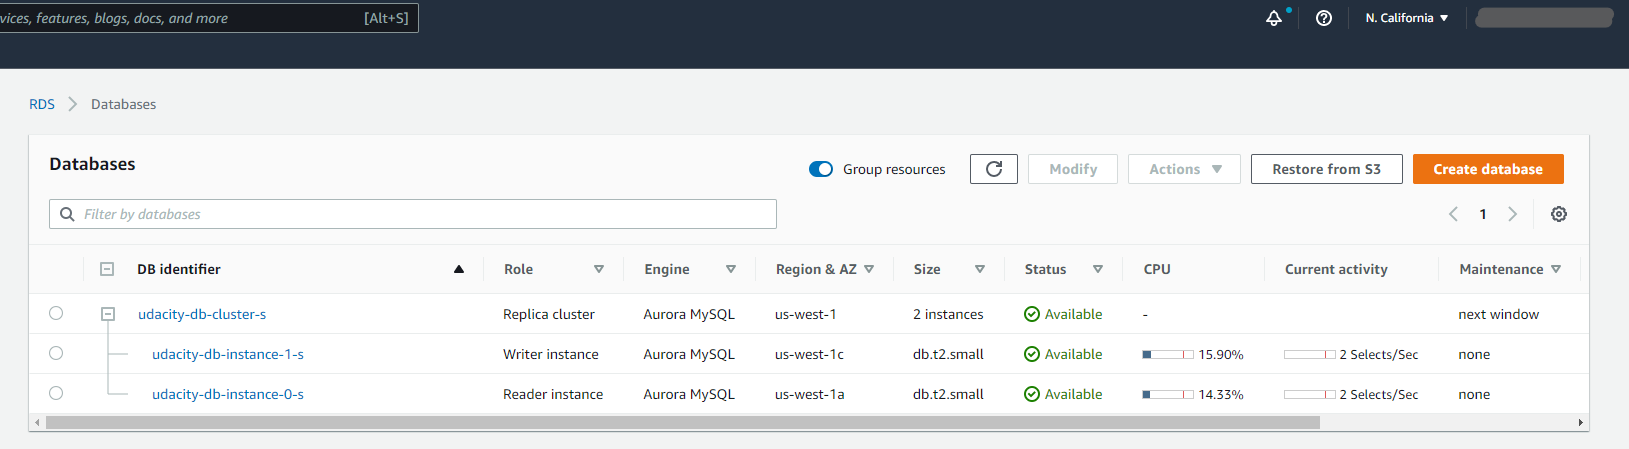 vices, features, blogs, docs, and more [Alt+S] N. California
RDS > Databases
Databases Group resources Modify Actions Restore from S3 Create database
Filter by databases 1
DB identifier Role Engine Region & AZ Size Status CPU Current activity Maintenance
udacity-db-cluster-s Replica cluster Aurora MySQL us-west-1 2 instances Available - next window
udacity-db-instance-1-s Writer instance Aurora MySQL us-west-1c db.t2.small Available 15.90% 2 Selects/Sec none
udacity-db-instance-0-s Reader instance Aurora MySQL us-west-1a db.t2.small Available 14.33% 2 Selects/Sec none